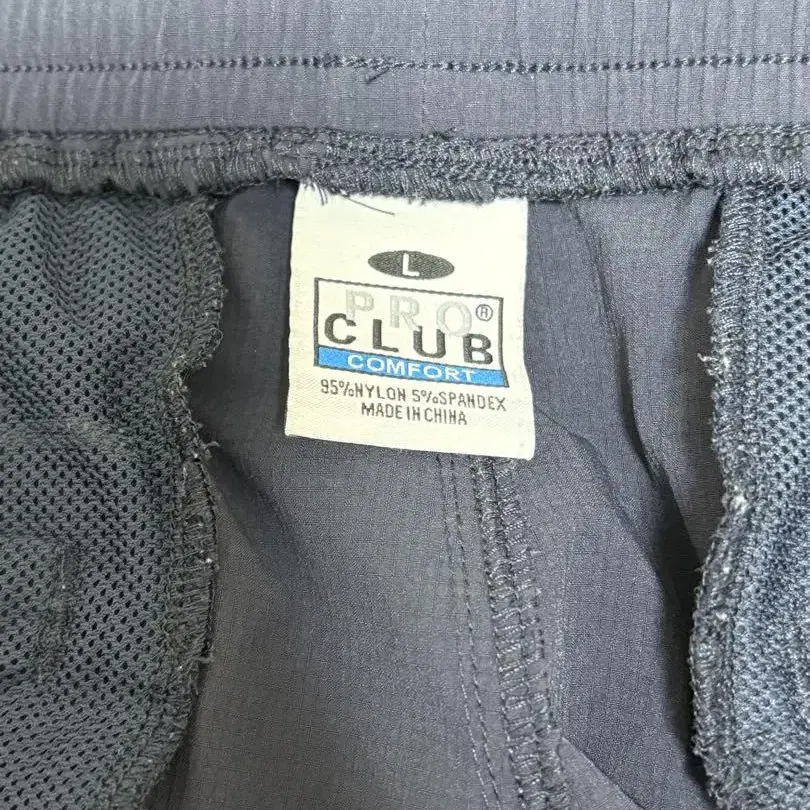 L
PRO®
CLUB
COMFORT
95%NYLON 5%SPANDEX
MADE IN CHINA